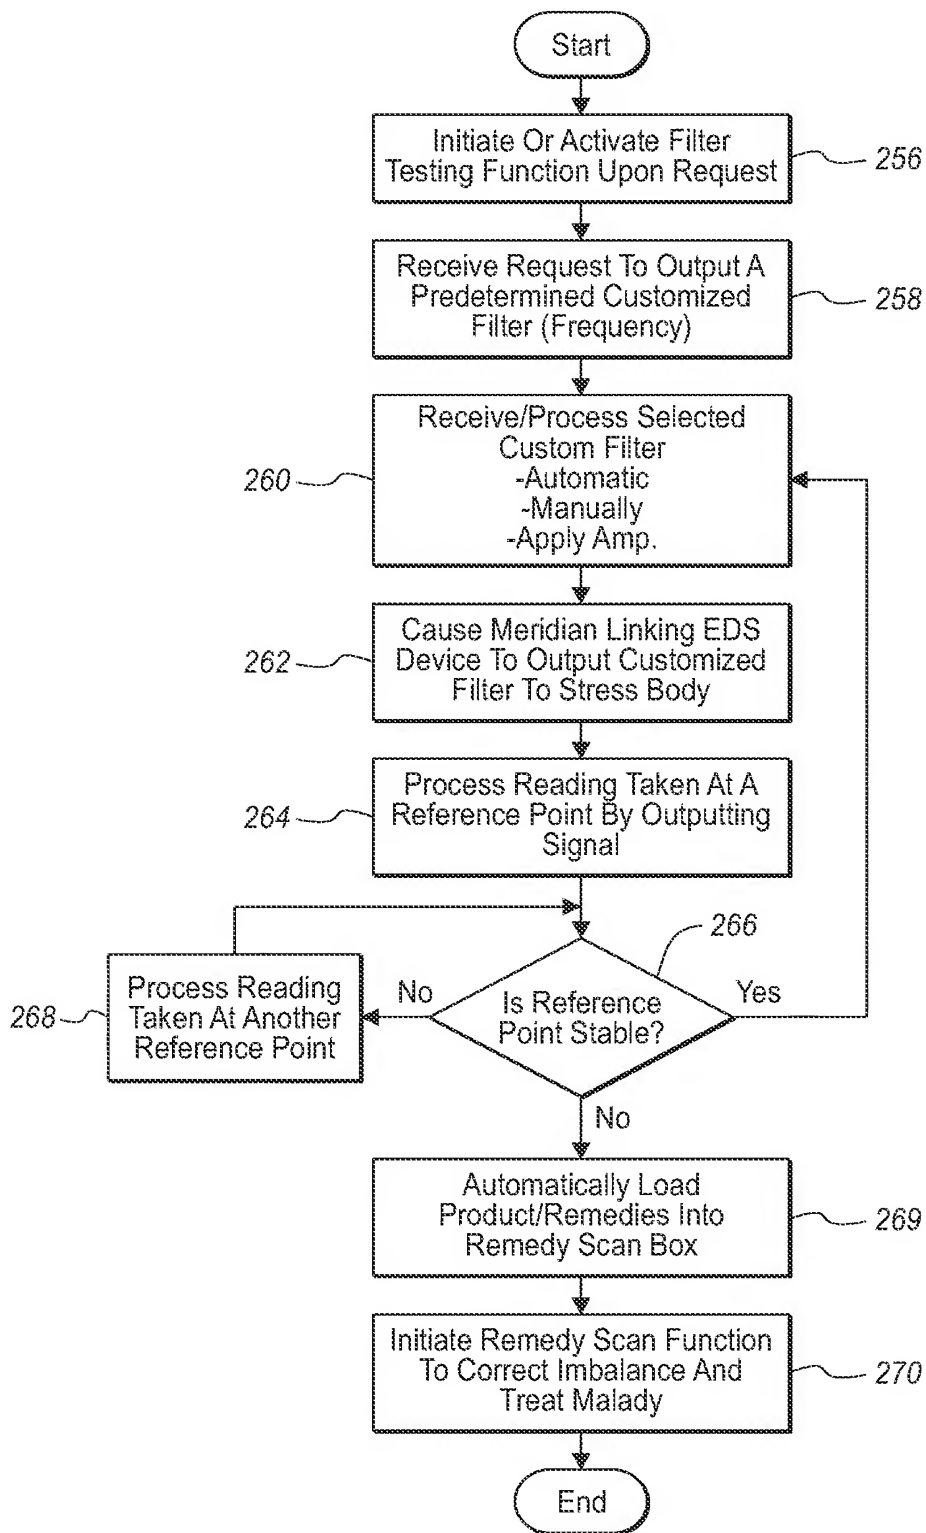 Start
Initiate Or Activate Filter
Testing Function Upon Request
256
Receive Request To Output A
Predetermined Customized
Filter (Frequency)
258
Receive/Process Selected
Custom Filter
-Automatic
-Manually
-Apply Amp.
260
Cause Meridian Linking EDS
Device To Output Customized
Filter To Stress Body
262
Process Reading Taken At A
Reference Point By Outputting
Signal
264
266
Is Reference
Point Stable?
Yes
No
Process Reading
Taken At Another
Reference Point
268
No
Automatically Load
Product/Remedies Into
Remedy Scan Box
269
Initiate Remedy Scan Function
To Correct Imbalance And
Treat Malady
270
End